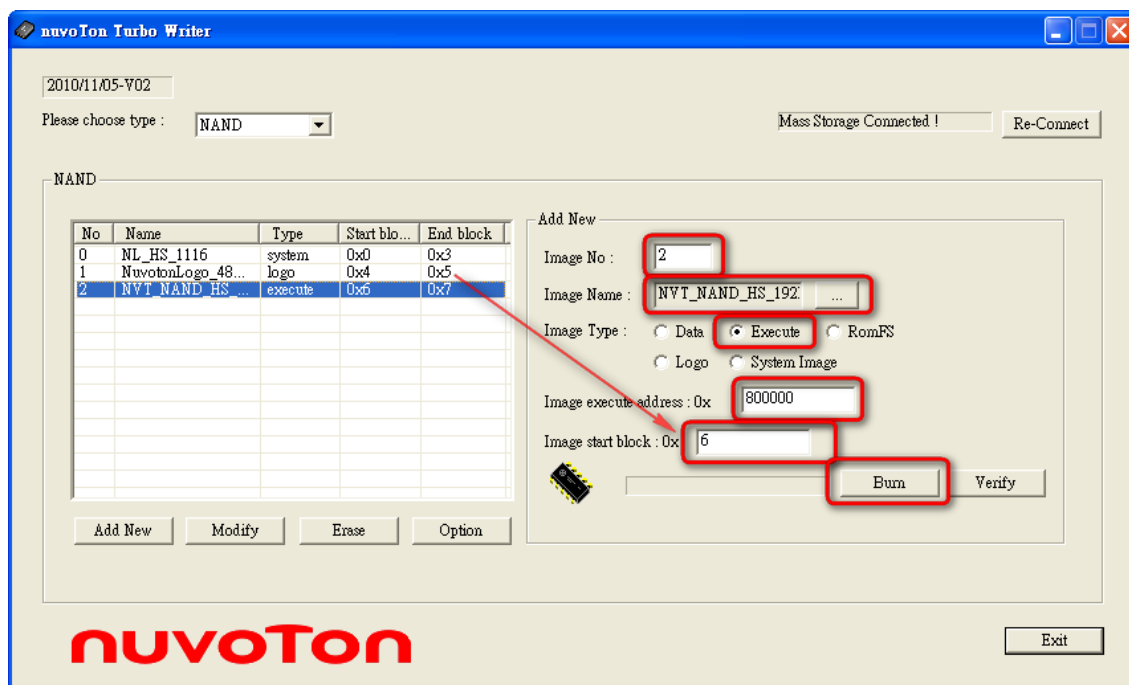 nuvoTon Turbo Writer
2010/11/05-V02
Please choose type : NAND
Mass Storage Connected ! Re-Connect
NAND
No Name Type Start blo... End block
0 NL_HS_1116 system 0x0 0x3
1 NuvotonLogo_48... logo 0x4 0x5
2 NVT_NAND_HS_... execute 0x6 0x7
Add New Modify Erase Option
Add New
Image No : 2
Image Name : NVT_NAND_HS_192 ...
Image Type : Data Execute RomFS
Logo System Image
Image execute address : 0x 800000
Image start block : 0x 6
Burn Verify
nuvoTon
Exit